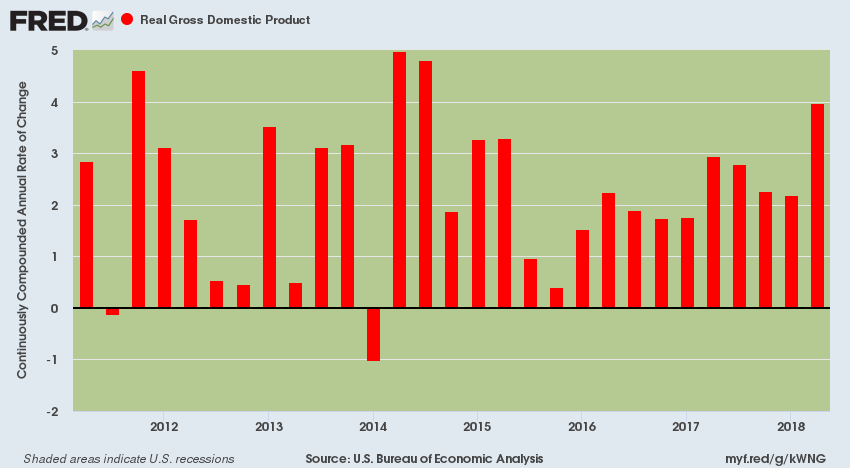 FRED Real Gross Domestic Product
Continuously Compounded Annual Rate of Change
5
4
3
2
1
0
-1
-2
2012 2013 2014 2015 2016 2017 2018
Shaded areas indicate U.S. recessions Source: U.S. Bureau of Economic Analysis myf.red/g/kWNG